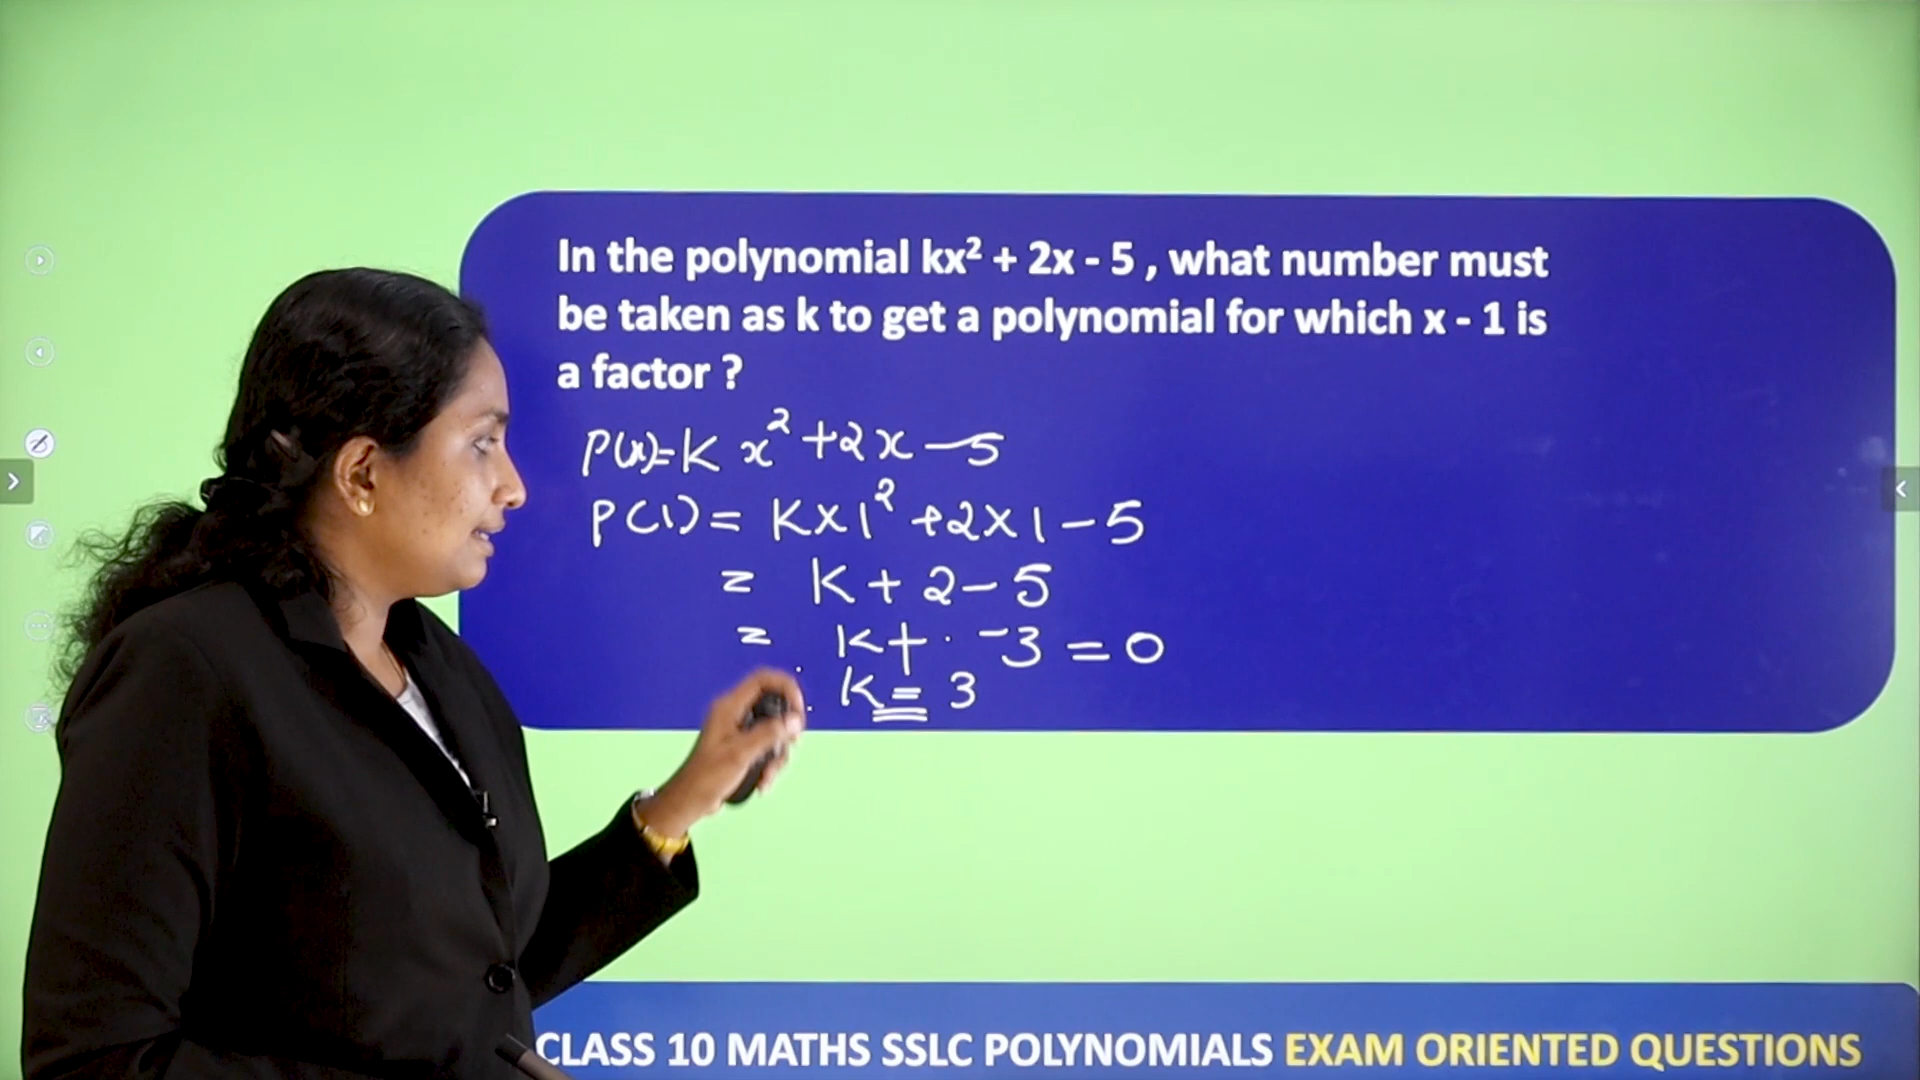 In the polynomial kx² + 2x - 5 , what number must
be taken as k to get a polynomial for which x - 1 is
a factor ?
P(x)=K x² +2x -5
P(1) = K×1² +2×1-5
= K+2-5
= K+ -3 =0
∴ K = 3
CLASS 10 MATHS SSLC POLYNOMIALS EXAM ORIENTED QUESTIONS